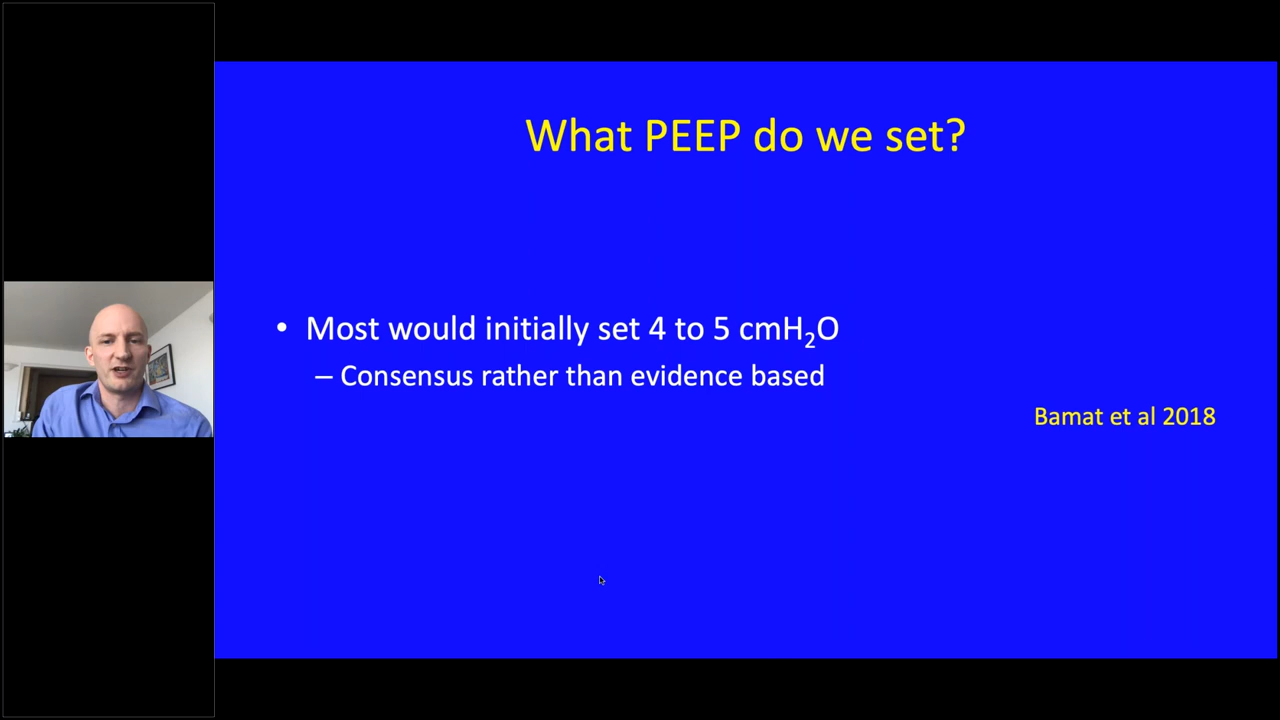 What PEEP do we set?
• Most would initially set 4 to 5 cmH₂O
– Consensus rather than evidence based
Bamat et al 2018